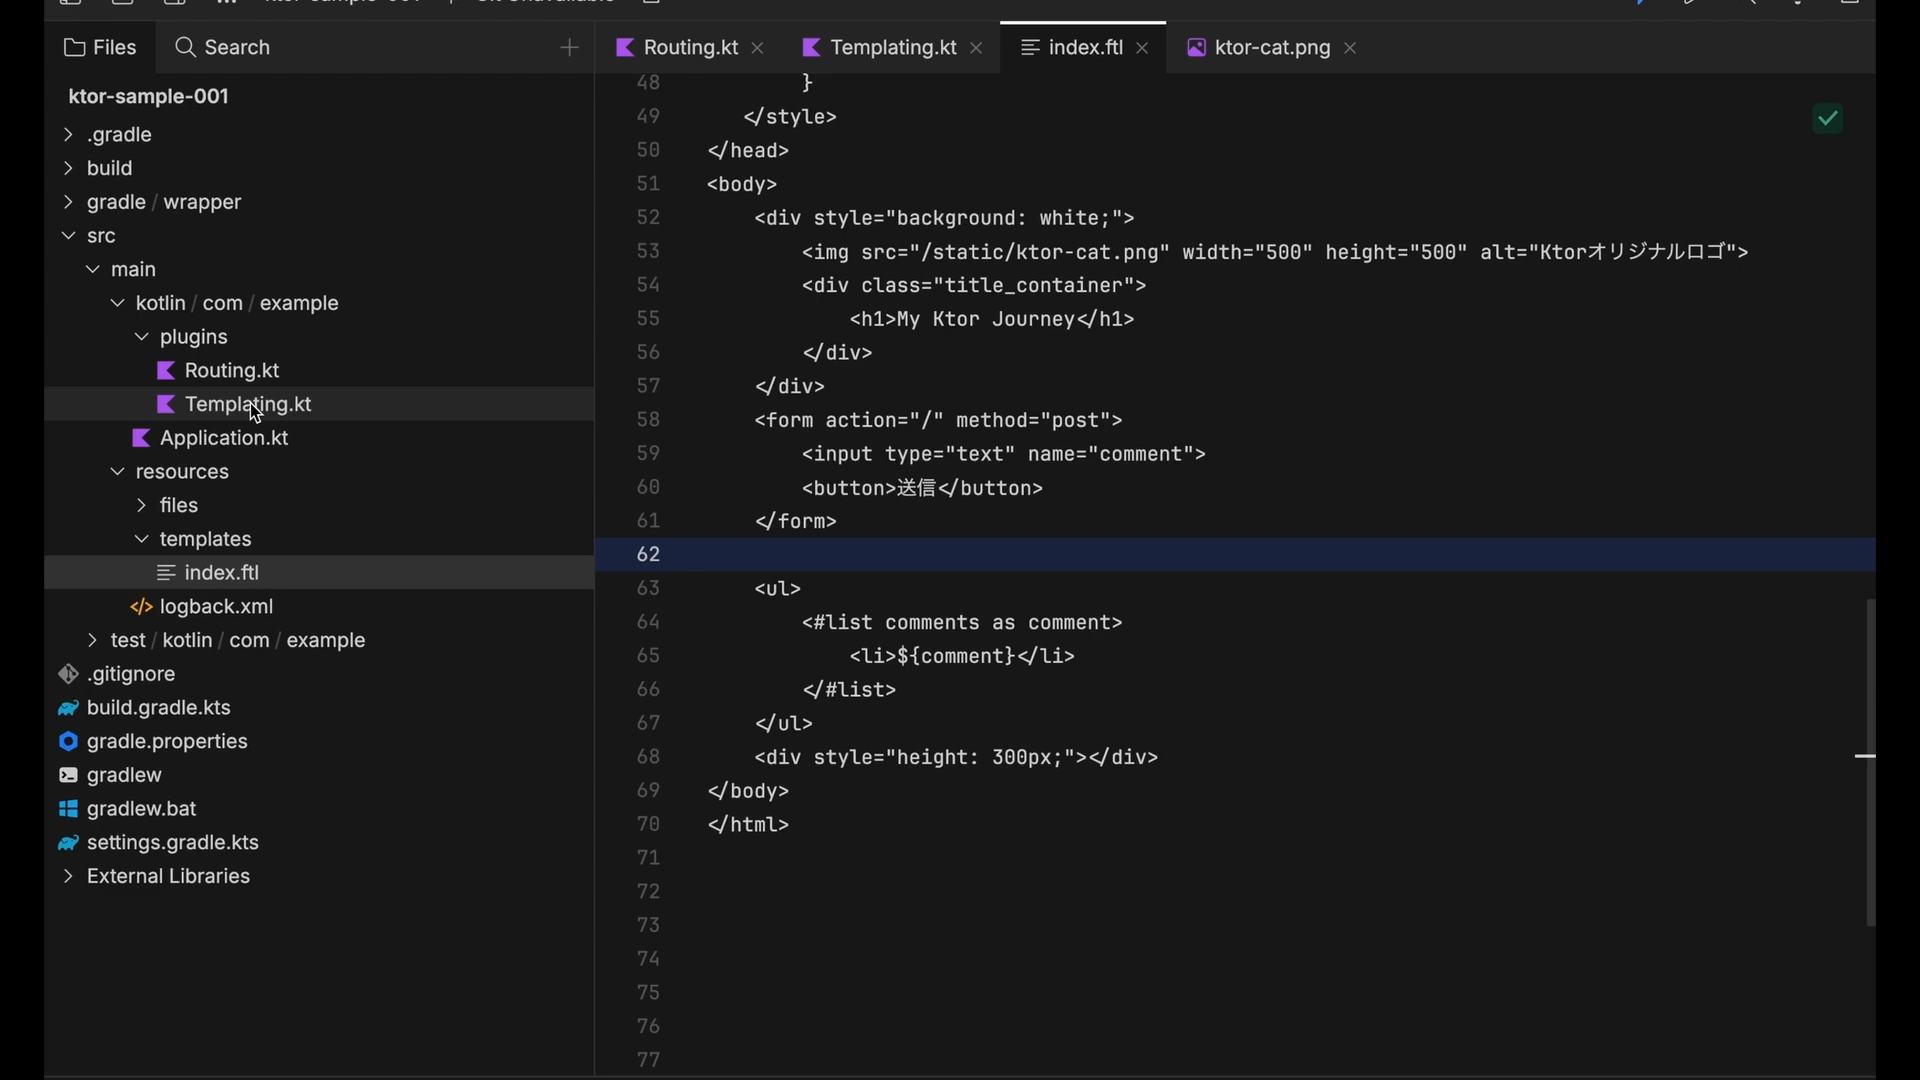 Files
Search
Routing.kt
Templating.kt
index.ftl
ktor-cat.png
ktor-sample-001
.gradle
build
gradle / wrapper
src
main
kotlin / com / example
plugins
Routing.kt
Templating.kt
Application.kt
resources
files
templates
index.ftl
logback.xml
test / kotlin / com / example
.gitignore
build.gradle.kts
gradle.properties
gradlew
gradlew.bat
settings.gradle.kts
External Libraries
48 }
49 </style>
50 </head>
51 <body>
52 <div style="background: white;">
53 <img src="/static/ktor-cat.png" width="500" height="500" alt="Ktorオリジナルロゴ">
54 <div class="title_container">
55 <h1>My Ktor Journey</h1>
56 </div>
57 </div>
58 <form action="/" method="post">
59 <input type="text" name="comment">
60 <button>送信</button>
61 </form>
62
63 <ul>
64 <#list comments as comment>
65 <li>${comment}</li>
66 </#list>
67 </ul>
68 <div style="height: 300px;"></div>
69 </body>
70 </html>
71
72
73
74
75
76
77